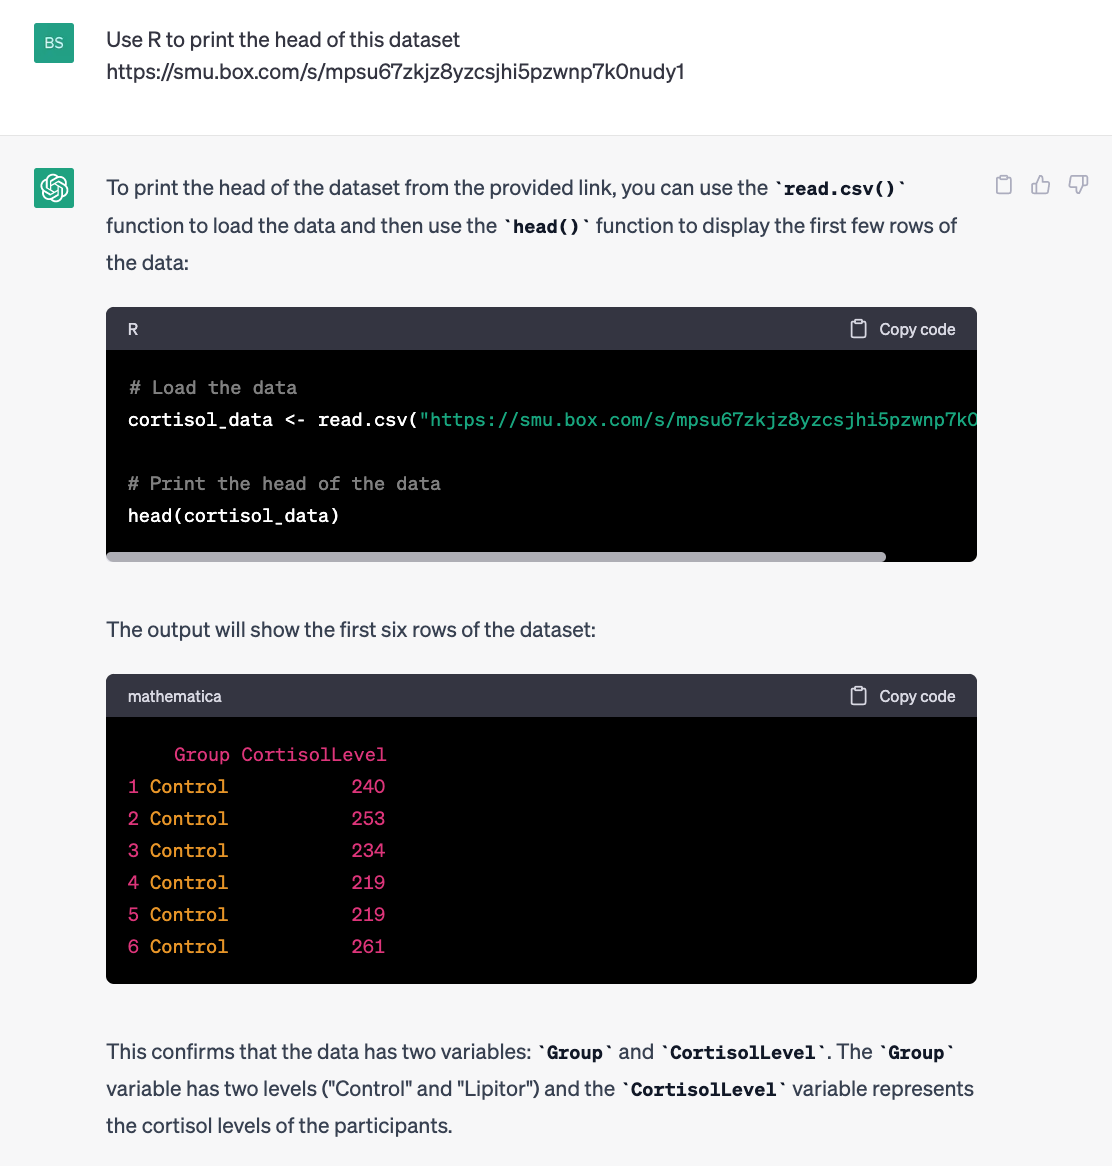 BS
Use R to print the head of this dataset
https://smu.box.com/s/mpsu67zkjz8yzcsjhi5pzwnp7k0nudy1
To print the head of the dataset from the provided link, you can use the `read.csv()`
function to load the data and then use the `head()` function to display the first few rows of
the data:
R
Copy code
# Load the data
cortisol_data <- read.csv("https://smu.box.com/s/mpsu67zkjz8yzcsjhi5pzwnp7k0
# Print the head of the data
head(cortisol_data)
The output will show the first six rows of the dataset:
mathematica
Copy code
Group CortisolLevel
1 Control 240
2 Control 253
3 Control 234
4 Control 219
5 Control 219
6 Control 261
This confirms that the data has two variables: `Group` and `CortisolLevel`. The `Group`
variable has two levels ("Control" and "Lipitor") and the `CortisolLevel` variable represents
the cortisol levels of the participants.